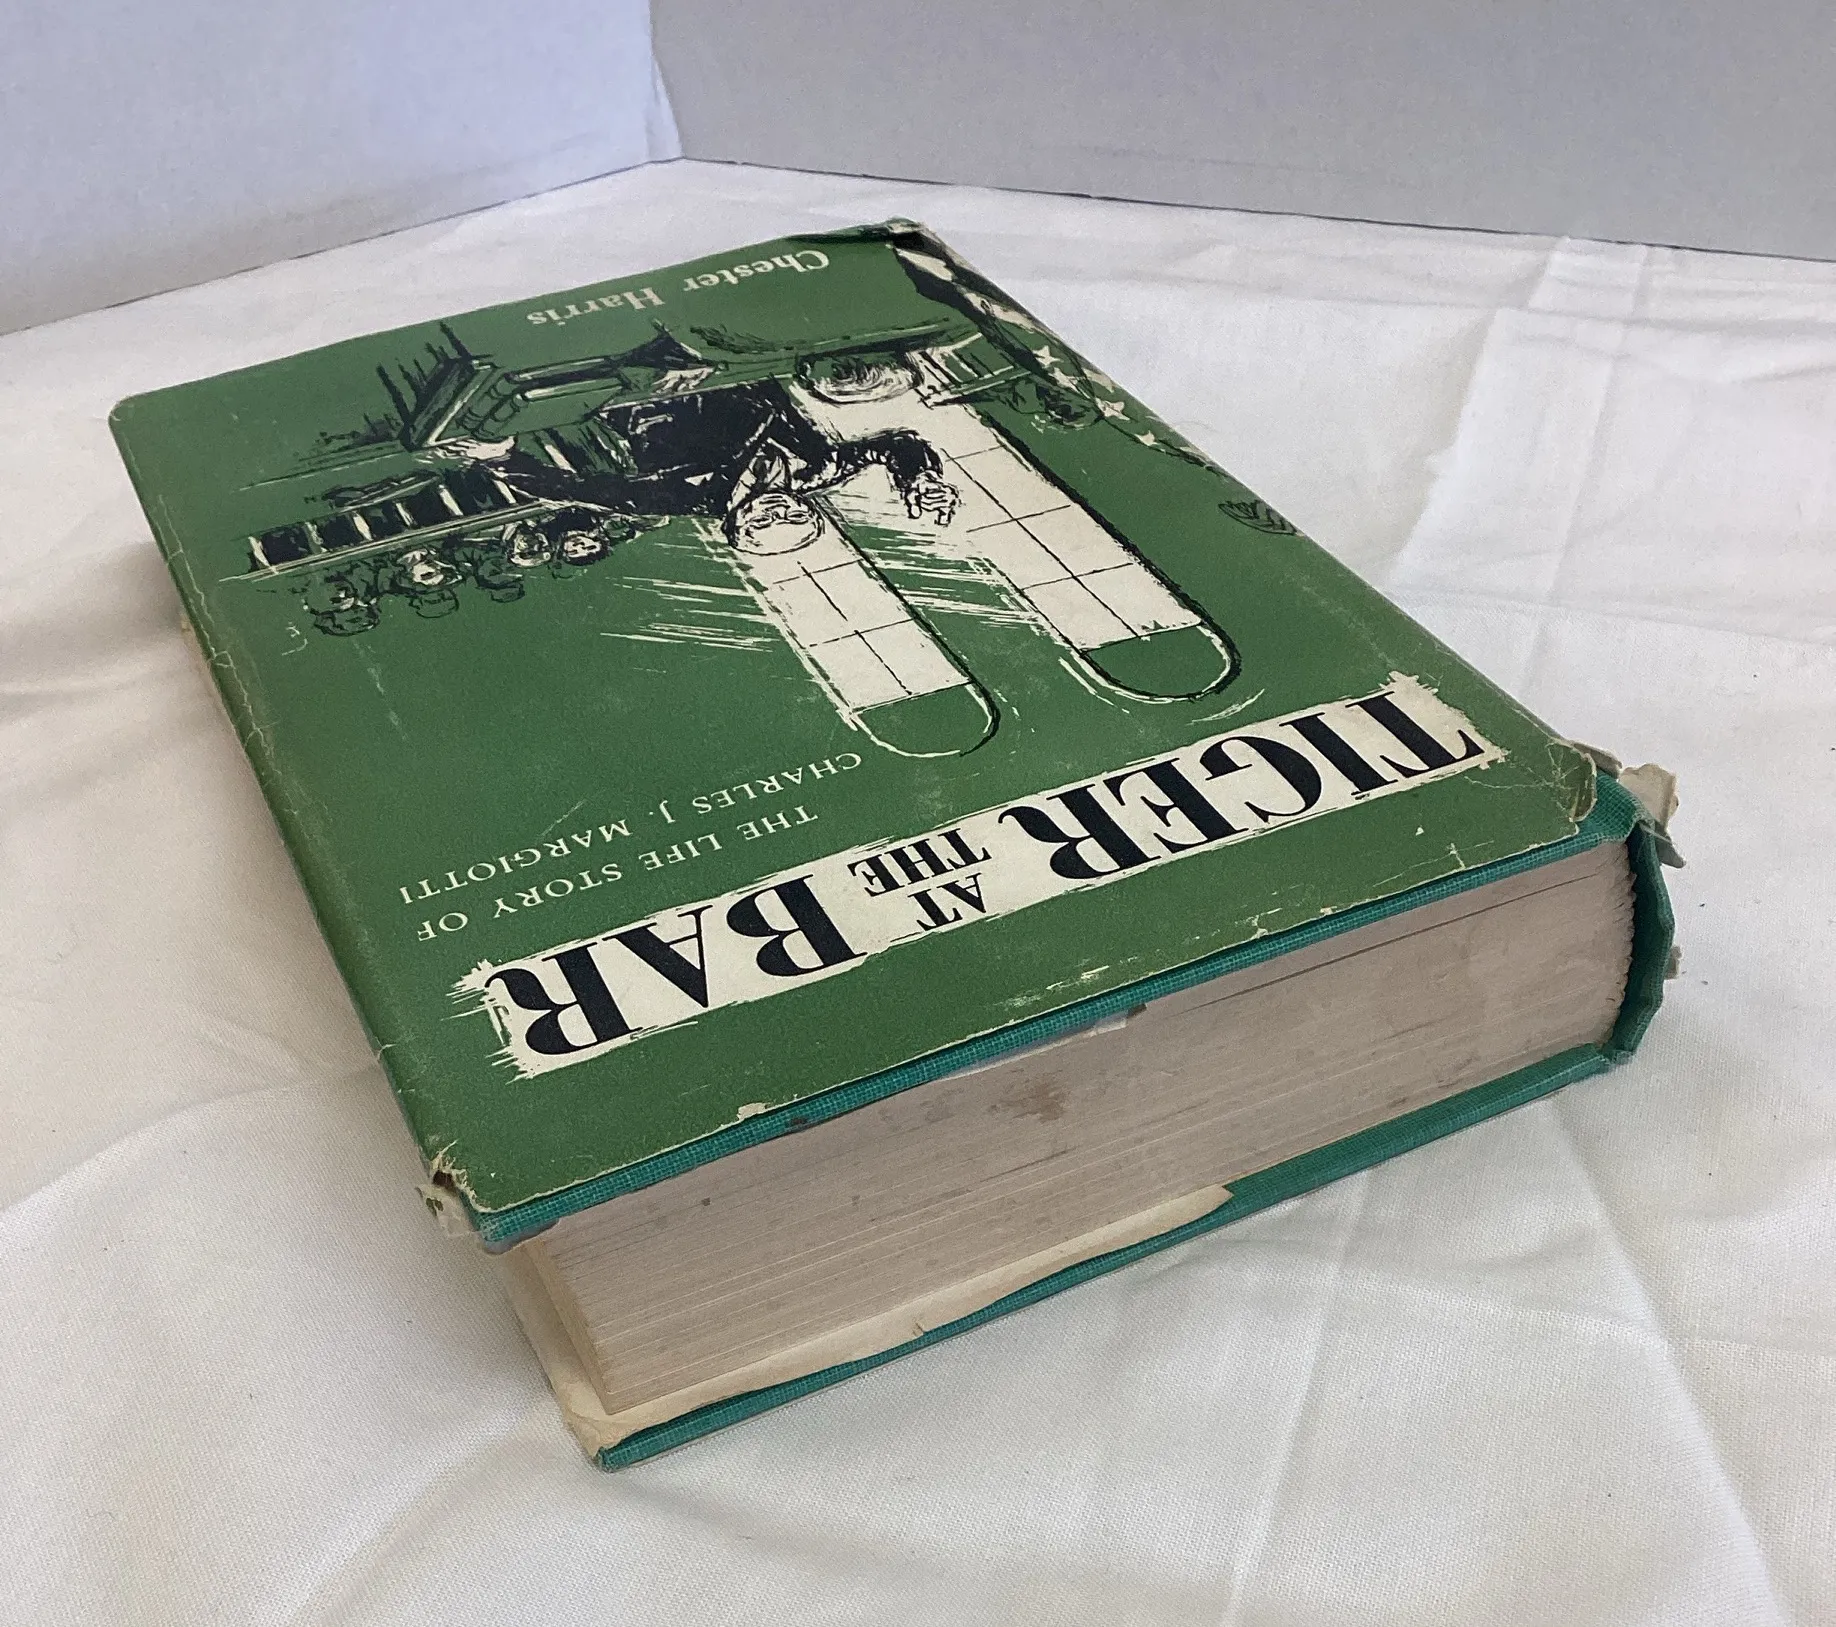 TIGER
AT
THE
BAR
THE LIFE STORY OF
CHARLES J. MARGIOTTI
Chester Harris